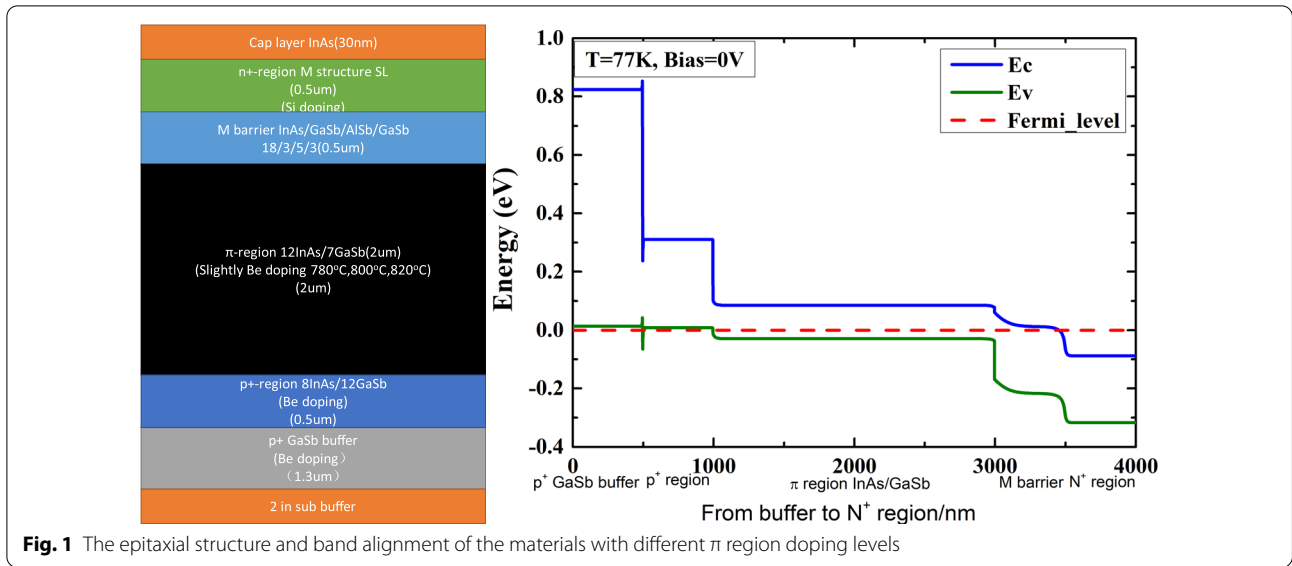 Cap layer InAs(30nm)
n+-region M structure SL
(0.5um)
(Si doping)
M barrier InAs/GaSb/AlSb/GaSb
18/3/5/3(0.5um)
π-region 12InAs/7GaSb(2um)
(Slightly Be doping 780°C,800°C,820°C)
(2um)
p+-region 8InAs/12GaSb
(Be doping)
(0.5um)
p+ GaSb buffer
(Be doping）
（1.3um）
2 in sub buffer
T=77K, Bias=0V
Ec
Ev
Fermi_level
Energy (eV)
1.0
0.8
0.6
0.4
0.2
0.0
-0.2
-0.4
0 1000 2000 3000 4000
p⁺ GaSb buffer p⁺ region π region InAs/GaSb M barrier N⁺ region
From buffer to N⁺ region/nm
Fig. 1 The epitaxial structure and band alignment of the materials with different π region doping levels